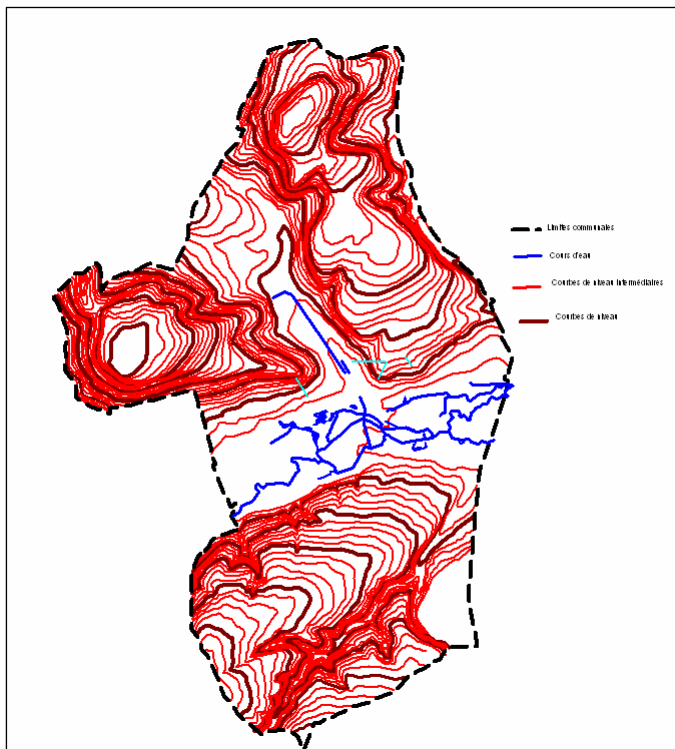 Limites communales
Cours d'eau
Courbes de niveau intermédiaires
Courbes de niveau